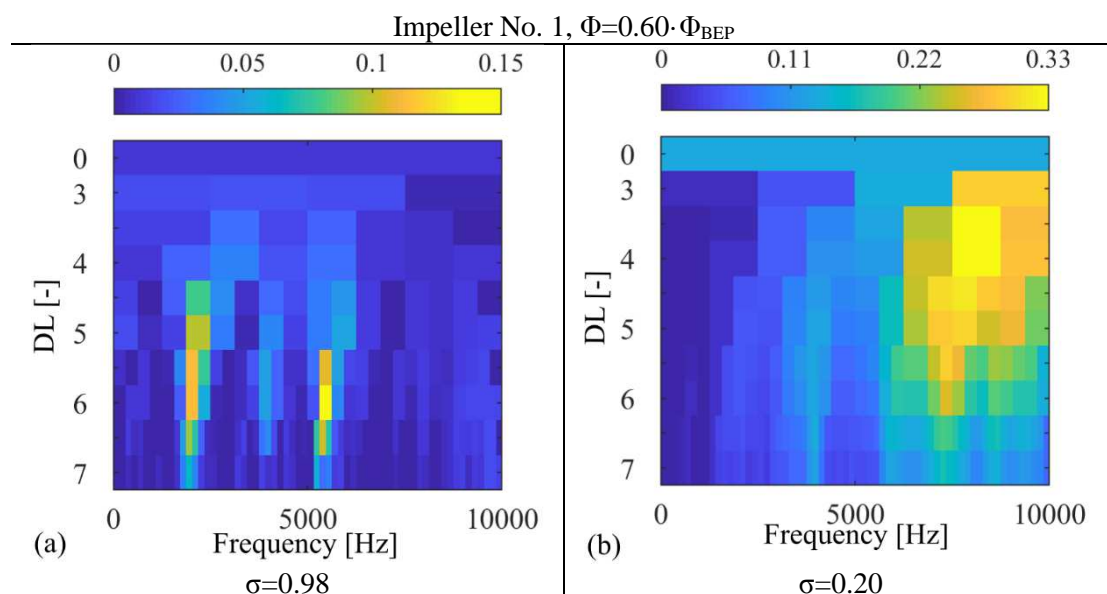 Impeller No. 1, Φ=0.60·Φ_BEP
0 0.05 0.1 0.15
0
3
4
5
6
7
DL [-]
0 5000 10000
Frequency [Hz]
(a)
σ=0.98
0 0.11 0.22 0.33
0
3
4
5
6
7
DL [-]
0 5000 10000
Frequency [Hz]
(b)
σ=0.20